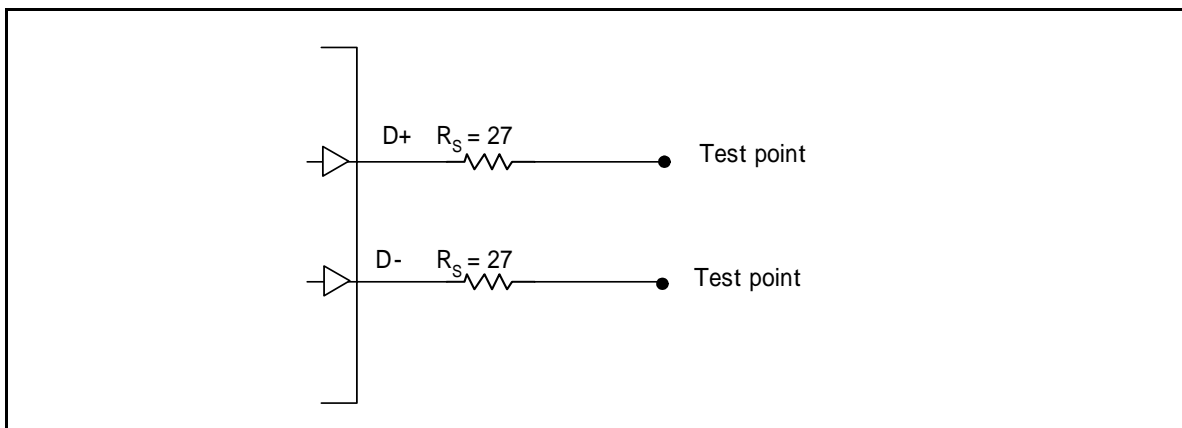 D+ R_S = 27 Test point
D- R_S = 27 Test point